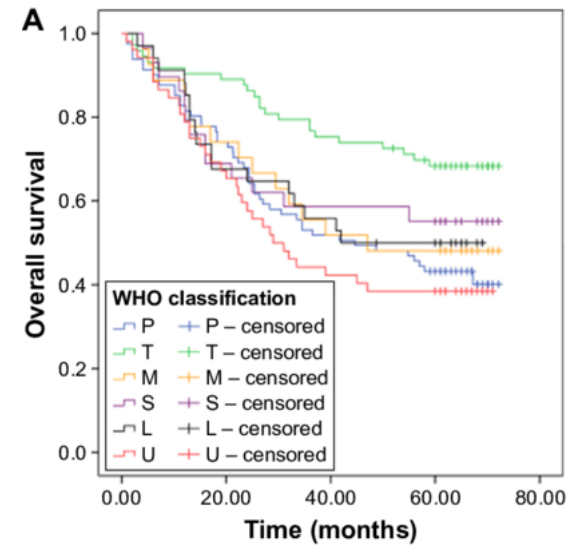 A
1.0
0.8
0.6
0.4
0.2
0.0
Overall survival
WHO classification
P P – censored
T T – censored
M M – censored
S S – censored
L L – censored
U U – censored
0.00 20.00 40.00 60.00 80.00
Time (months)